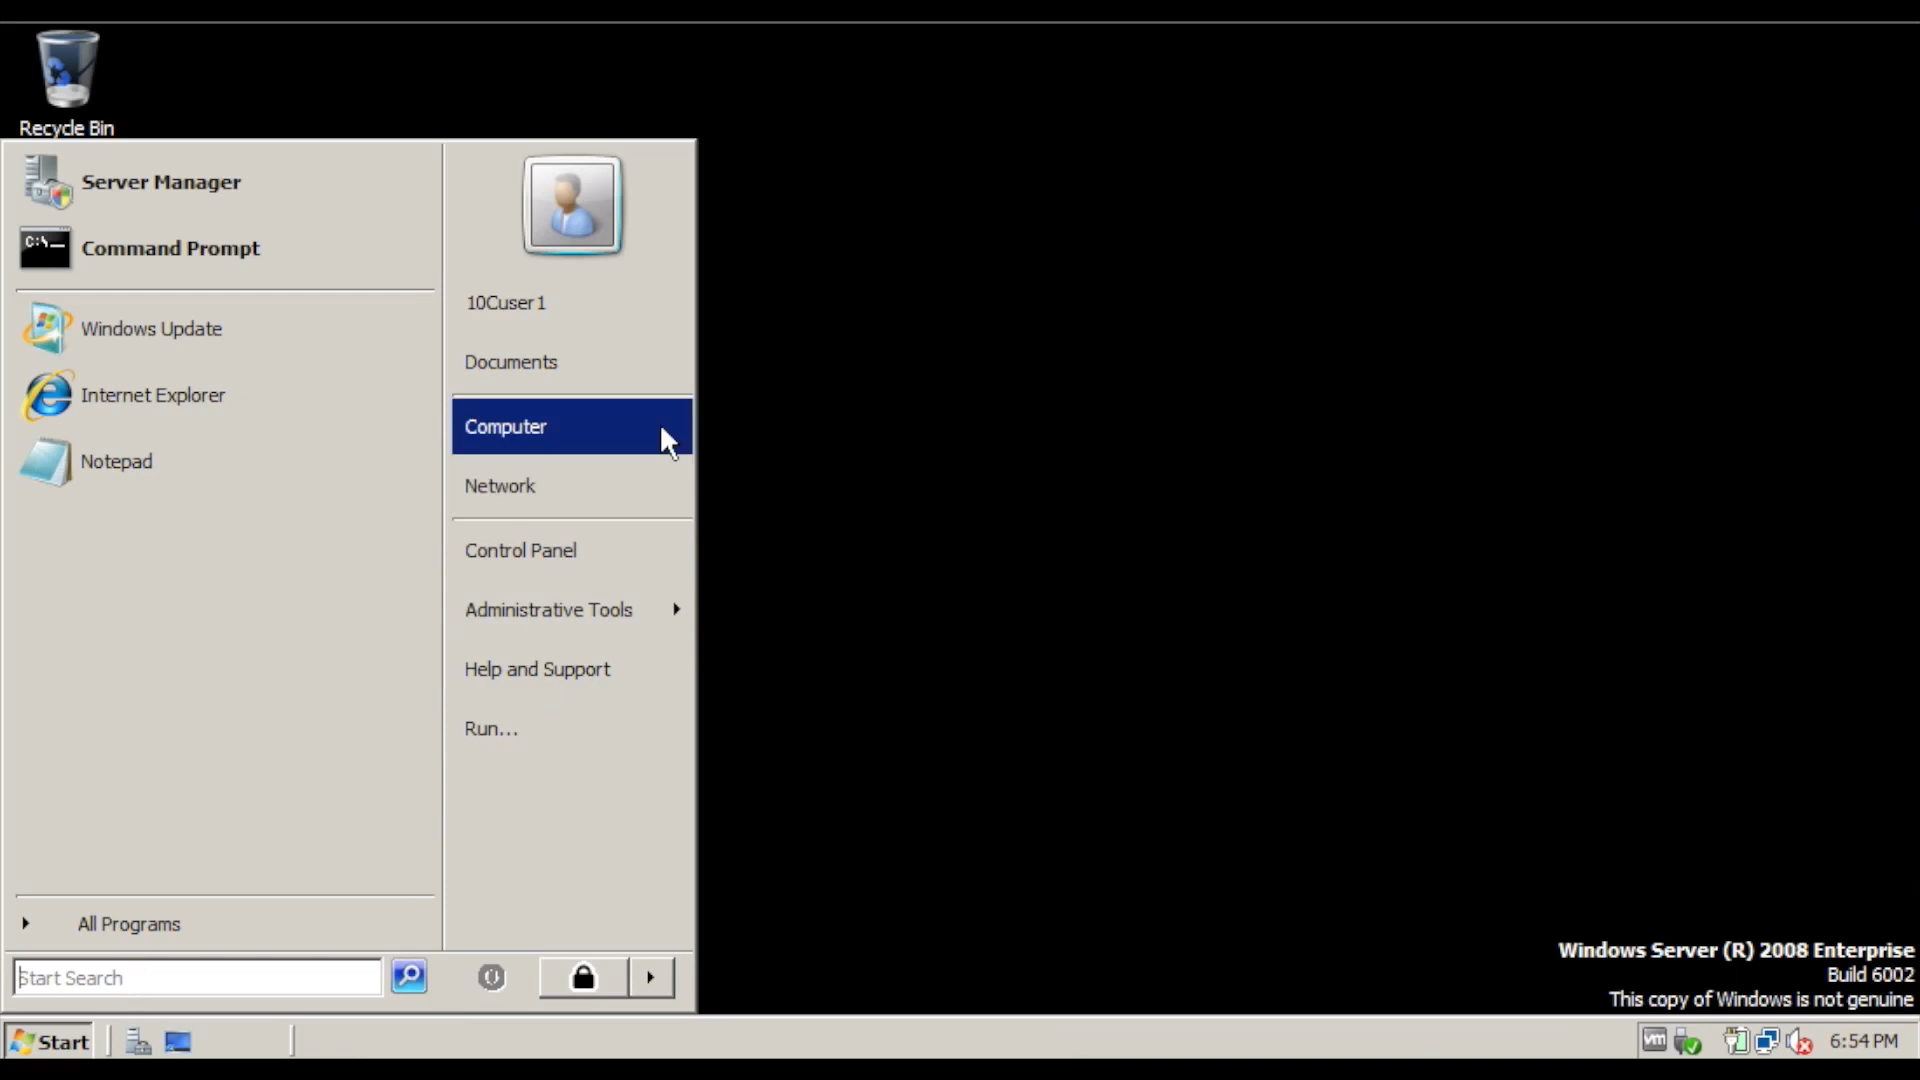 Recycle Bin
Server Manager
C:\_
Command Prompt
Windows Update
Internet Explorer
Notepad
All Programs
Start Search
10Cuser1
Documents
Computer
Network
Control Panel
Administrative Tools
Help and Support
Run...
Windows Server (R) 2008 Enterprise
Build 6002
This copy of Windows is not genuine
Start
vm
6:54 PM